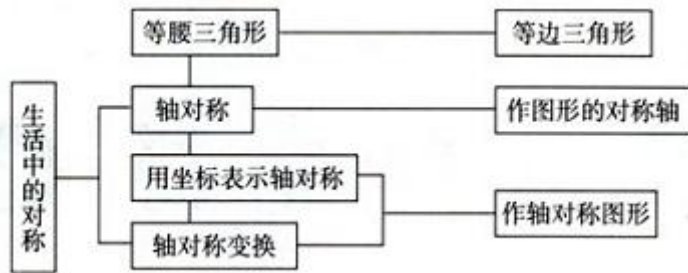 等腰三角形
等边三角形
生活中的对称
轴对称
作图形的对称轴
用坐标表示轴对称
作轴对称图形
轴对称变换